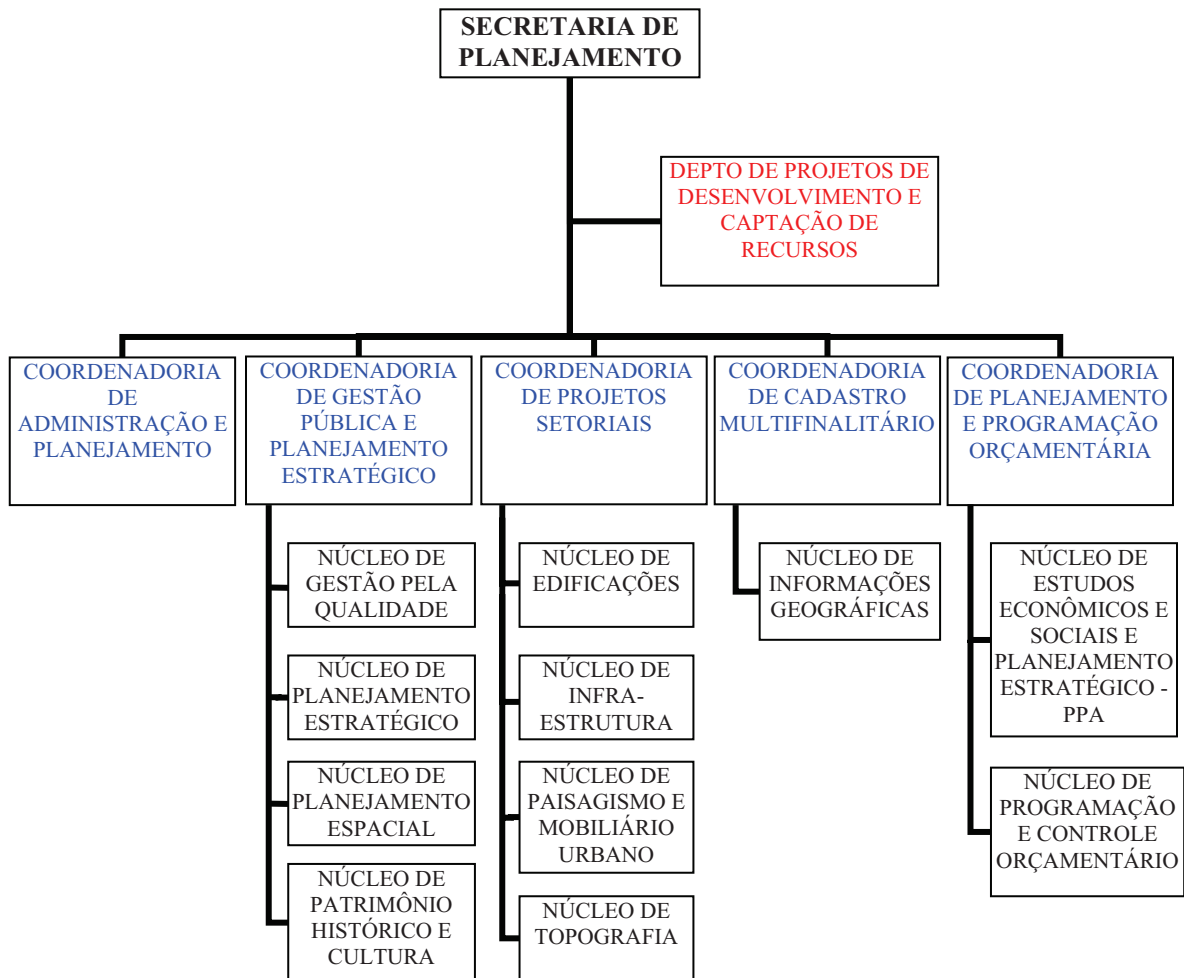 SECRETARIA DE
PLANEJAMENTO
DEPTO DE PROJETOS DE
DESENVOLVIMENTO E
CAPTAÇÃO DE
RECURSOS
COORDENADORIA
DE
ADMINISTRAÇÃO E
PLANEJAMENTO
COORDENADORIA
DE GESTÃO
PÚBLICA E
PLANEJAMENTO
ESTRATÉGICO
COORDENADORIA
DE PROJETOS
SETORIAIS
COORDENADORIA
DE CADASTRO
MULTIFINALITÁRIO
COORDENADORIA
DE PLANEJAMENTO
E PROGRAMAÇÃO
ORÇAMENTÁRIA
NÚCLEO DE
GESTÃO PELA
QUALIDADE
NÚCLEO DE
PLANEJAMENTO
ESTRATÉGICO
NÚCLEO DE
PLANEJAMENTO
ESPACIAL
NÚCLEO DE
PATRIMÔNIO
HISTÓRICO E
CULTURA
NÚCLEO DE
EDIFICAÇÕES
NÚCLEO DE
INFRA-
ESTRUTURA
NÚCLEO DE
PAISAGISMO E
MOBILIÁRIO
URBANO
NÚCLEO DE
TOPOGRAFIA
NÚCLEO DE
INFORMAÇÕES
GEOGRÁFICAS
NÚCLEO DE
ESTUDOS
ECONÔMICOS E
SOCIAIS E
PLANEJAMENTO
ESTRATÉGICO -
PPA
NÚCLEO DE
PROGRAMAÇÃO
E CONTROLE
ORÇAMENTÁRIO